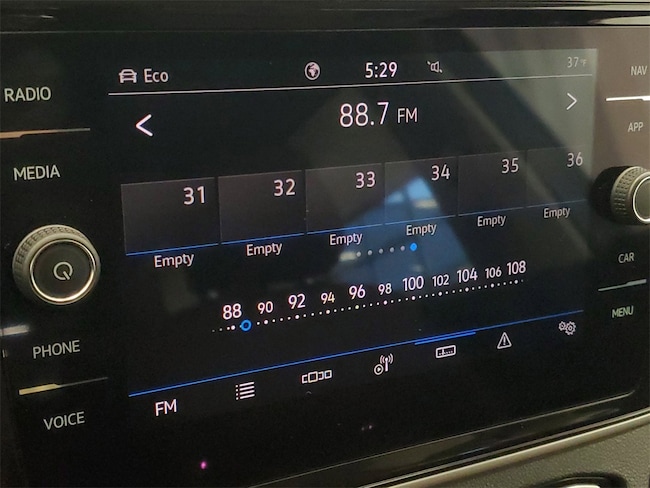 RADIO
MEDIA
PHONE
VOICE
Eco
5:29
37°F
88.7 FM
31 32 33 34 35 36
Empty Empty Empty Empty Empty Empty
88 90 92 94 96 98 100 102 104 106 108
FM
NAV
APP
CAR
MENU